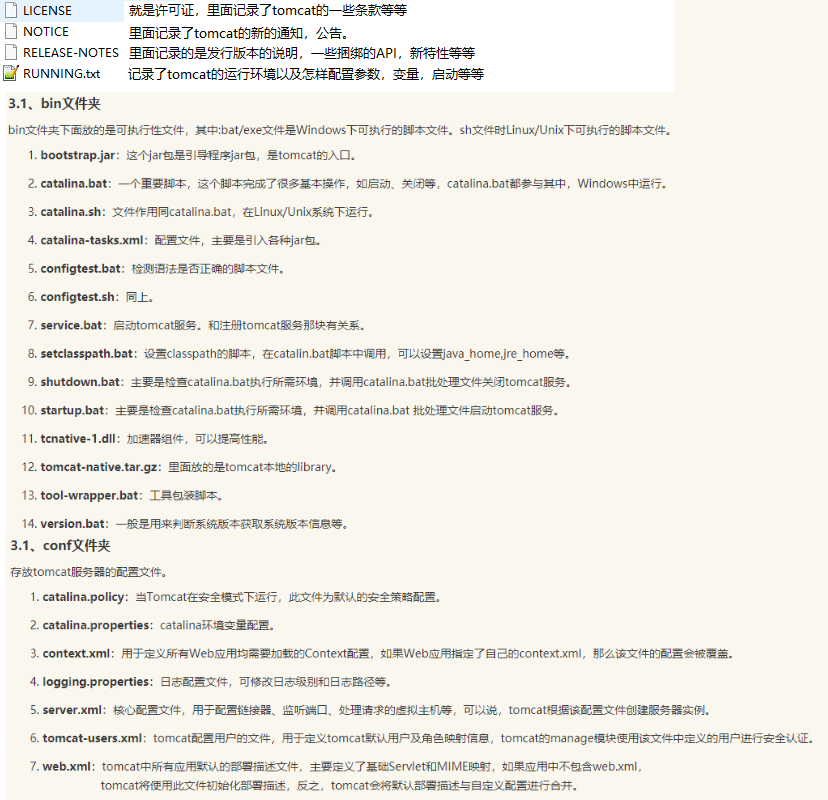 LICENSE 就是许可证，里面记录了tomcat的一些条款等等
NOTICE 里面记录了tomcat的新的通知，公告。
RELEASE-NOTES 里面记录的是发行版本的说明，一些捆绑的API，新特性等等
RUNNING.txt 记录了tomcat的运行环境以及怎样配置参数，变量，启动等等
3.1、bin文件夹
bin文件夹下面放的是可执行性文件，其中:bat/exe文件是Windows下可执行的脚本文件。sh文件时Linux/Unix下可执行的脚本文件。
1. bootstrap.jar：这个jar包是引导程序jar包，是tomcat的入口。
2. catalina.bat：一个重要脚本，这个脚本完成了很多基本操作，如启动、关闭等，catalina.bat都参与其中，Windows中运行。
3. catalina.sh：文件作用同catalina.bat，在Linux/Unix系统下运行。
4. catalina-tasks.xml：配置文件，主要是引入各种jar包。
5. configtest.bat：检测语法是否正确的脚本文件。
6. configtest.sh：同上。
7. service.bat：启动tomcat服务。和注册tomcat服务那块有关系。
8. setclasspath.bat：设置classpath的脚本，在catalin.bat脚本中调用，可以设置java_home,jre_home等。
9. shutdown.bat：主要是检查catalina.bat执行所需环境，并调用catalina.bat批处理文件关闭tomcat服务。
10. startup.bat：主要是检查catalina.bat执行所需环境，并调用catalina.bat 批处理文件启动tomcat服务。
11. tcnative-1.dll：加速器组件，可以提高性能。
12. tomcat-native.tar.gz：里面放的是tomcat本地的library。
13. tool-wrapper.bat：工具包装脚本。
14. version.bat：一般是用来判断系统版本获取系统版本信息等。
3.1、conf文件夹
存放tomcat服务器的配置文件。
1. catalina.policy：当Tomcat在安全模式下运行，此文件为默认的安全策略配置。
2. catalina.properties：catalina环境变量配置。
3. context.xml：用于定义所有Web应用均需要加载的Context配置，如果Web应用指定了自己的context.xml，那么该文件的配置会被覆盖。
4. logging.properties：日志配置文件，可修改日志级别和日志路径等。
5. server.xml：核心配置文件，用于配置链接器、监听端口、处理请求的虚拟主机等，可以说，tomcat根据该配置文件创建服务器实例。
6. tomcat-users.xml：tomcat配置用户的文件，用于定义tomcat默认用户及角色映射信息，tomcat的manage模块使用该文件中定义的用户进行安全认证。
7. web.xml：tomcat中所有应用默认的部署描述文件，主要定义了基础Servlet和MIME映射，如果应用中不包含web.xml，
tomcat将使用此文件初始化部署描述，反之，tomcat会将默认部署描述与自定义配置进行合并。